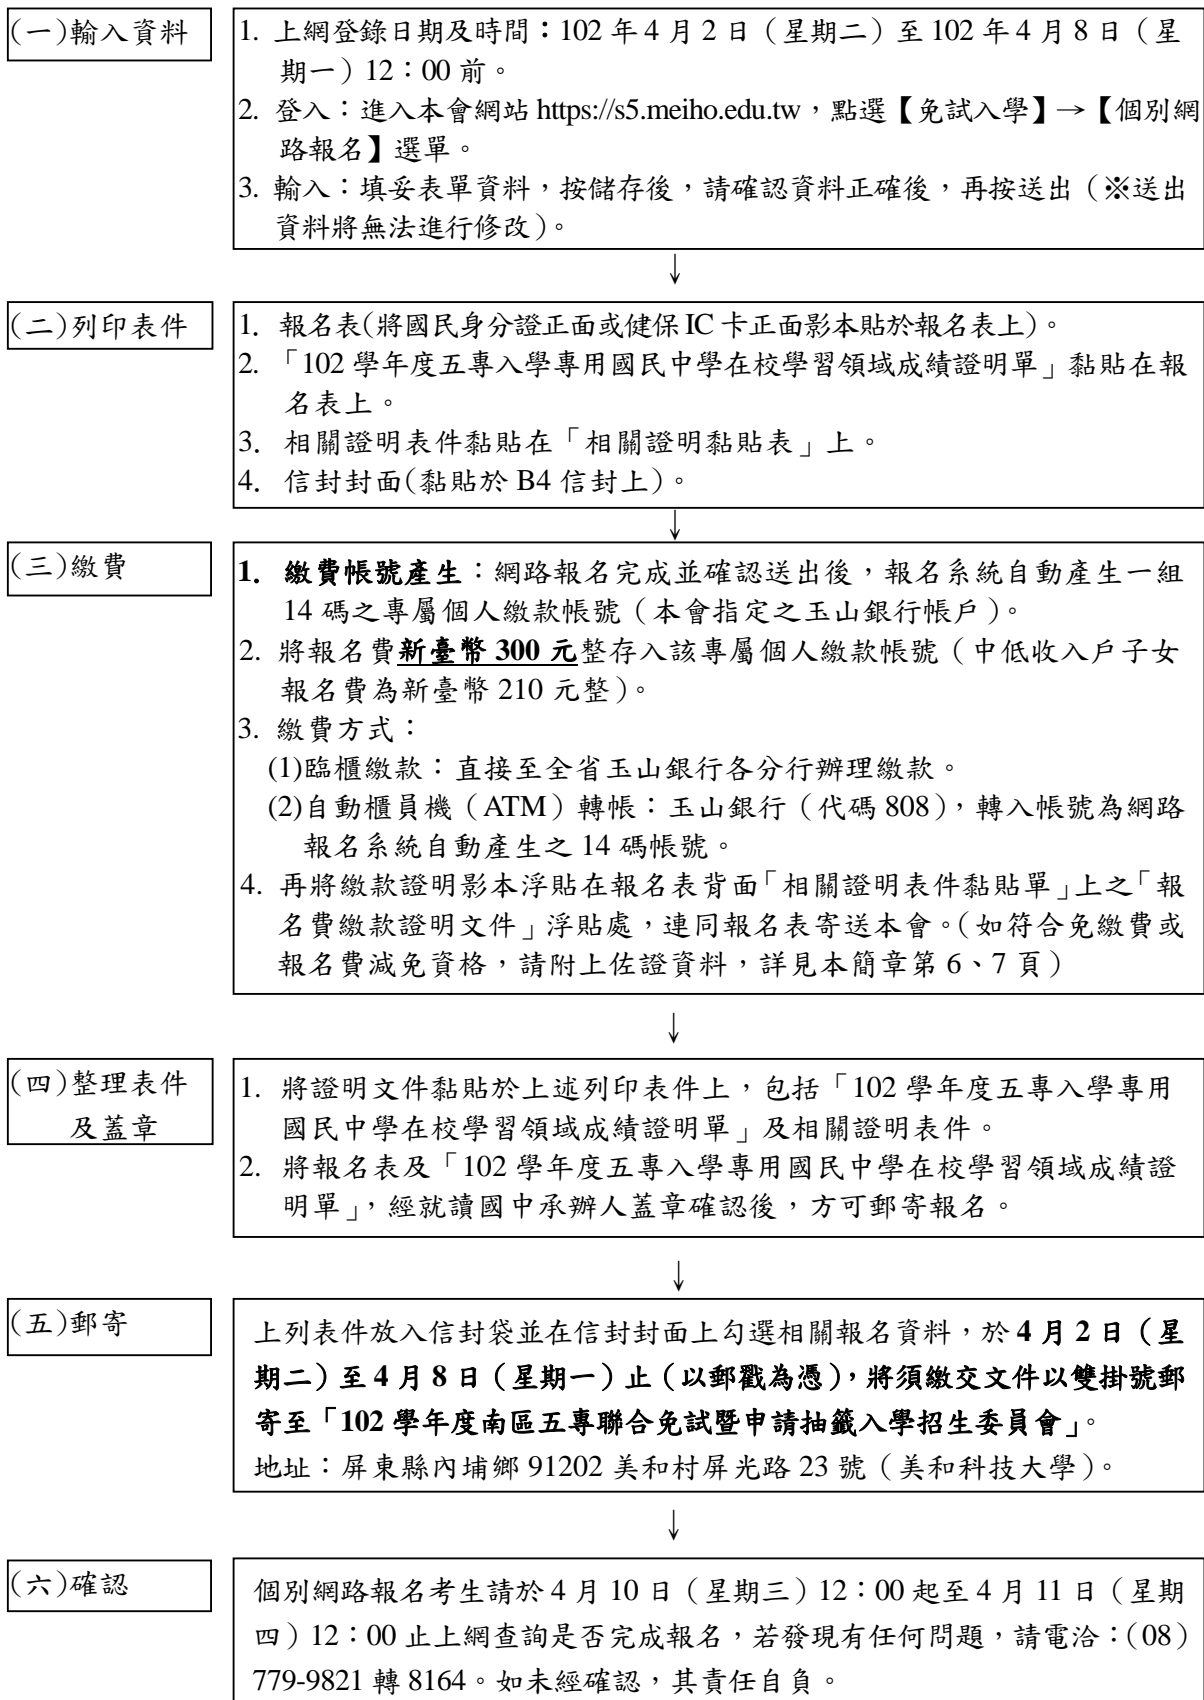 (一)輸入資料
1. 上網登錄日期及時間：102 年 4 月 2 日（星期二）至 102 年 4 月 8 日（星
期一）12：00 前。
2. 登入：進入本會網站 https://s5.meiho.edu.tw，點選【免試入學】→【個別網
路報名】選單。
3. 輸入：填妥表單資料，按儲存後，請確認資料正確後，再按送出（※送出
資料將無法進行修改）。
↓
(二)列印表件
1. 報名表(將國民身分證正面或健保 IC 卡正面影本貼於報名表上)。
2. 「102 學年度五專入學專用國民中學在校學習領域成績證明單」黏貼在報
名表上。
3. 相關證明表件黏貼在「相關證明黏貼表」上。
4. 信封封面(黏貼於 B4 信封上)。
↓
(三)繳費
1. 繳費帳號產生：網路報名完成並確認送出後，報名系統自動產生一組
14 碼之專屬個人繳款帳號（本會指定之玉山銀行帳戶）。
2. 將報名費新臺幣 300 元整存入該專屬個人繳款帳號（中低收入戶子女
報名費為新臺幣 210 元整）。
3. 繳費方式：
(1)臨櫃繳款：直接至全省玉山銀行各分行辦理繳款。
(2)自動櫃員機（ATM）轉帳：玉山銀行（代碼 808），轉入帳號為網路
報名系統自動產生之 14 碼帳號。
4. 再將繳款證明影本浮貼在報名表背面「相關證明表件黏貼單」上之「報
名費繳款證明文件」浮貼處，連同報名表寄送本會。（如符合免繳費或
報名費減免資格，請附上佐證資料，詳見本簡章第 6、7 頁）
↓
(四)整理表件
及蓋章
1. 將證明文件黏貼於上述列印表件上，包括「102 學年度五專入學專用
國民中學在校學習領域成績證明單」及相關證明表件。
2. 將報名表及「102 學年度五專入學專用國民中學在校學習領域成績證
明單」，經就讀國中承辦人蓋章確認後，方可郵寄報名。
↓
(五)郵寄
上列表件放入信封袋並在信封封面上勾選相關報名資料，於 4 月 2 日（星
期二）至 4 月 8 日（星期一）止（以郵戳為憑），將須繳交文件以雙掛號郵
寄至「102 學年度南區五專聯合免試暨申請抽籤入學招生委員會」。
地址：屏東縣內埔鄉 91202 美和村屏光路 23 號（美和科技大學）。
↓
(六)確認
個別網路報名考生請於 4 月 10 日（星期三）12：00 起至 4 月 11 日（星期
四）12：00 止上網查詢是否完成報名，若發現有任何問題，請電洽：（08）
779-9821 轉 8164。如未經確認，其責任自負。